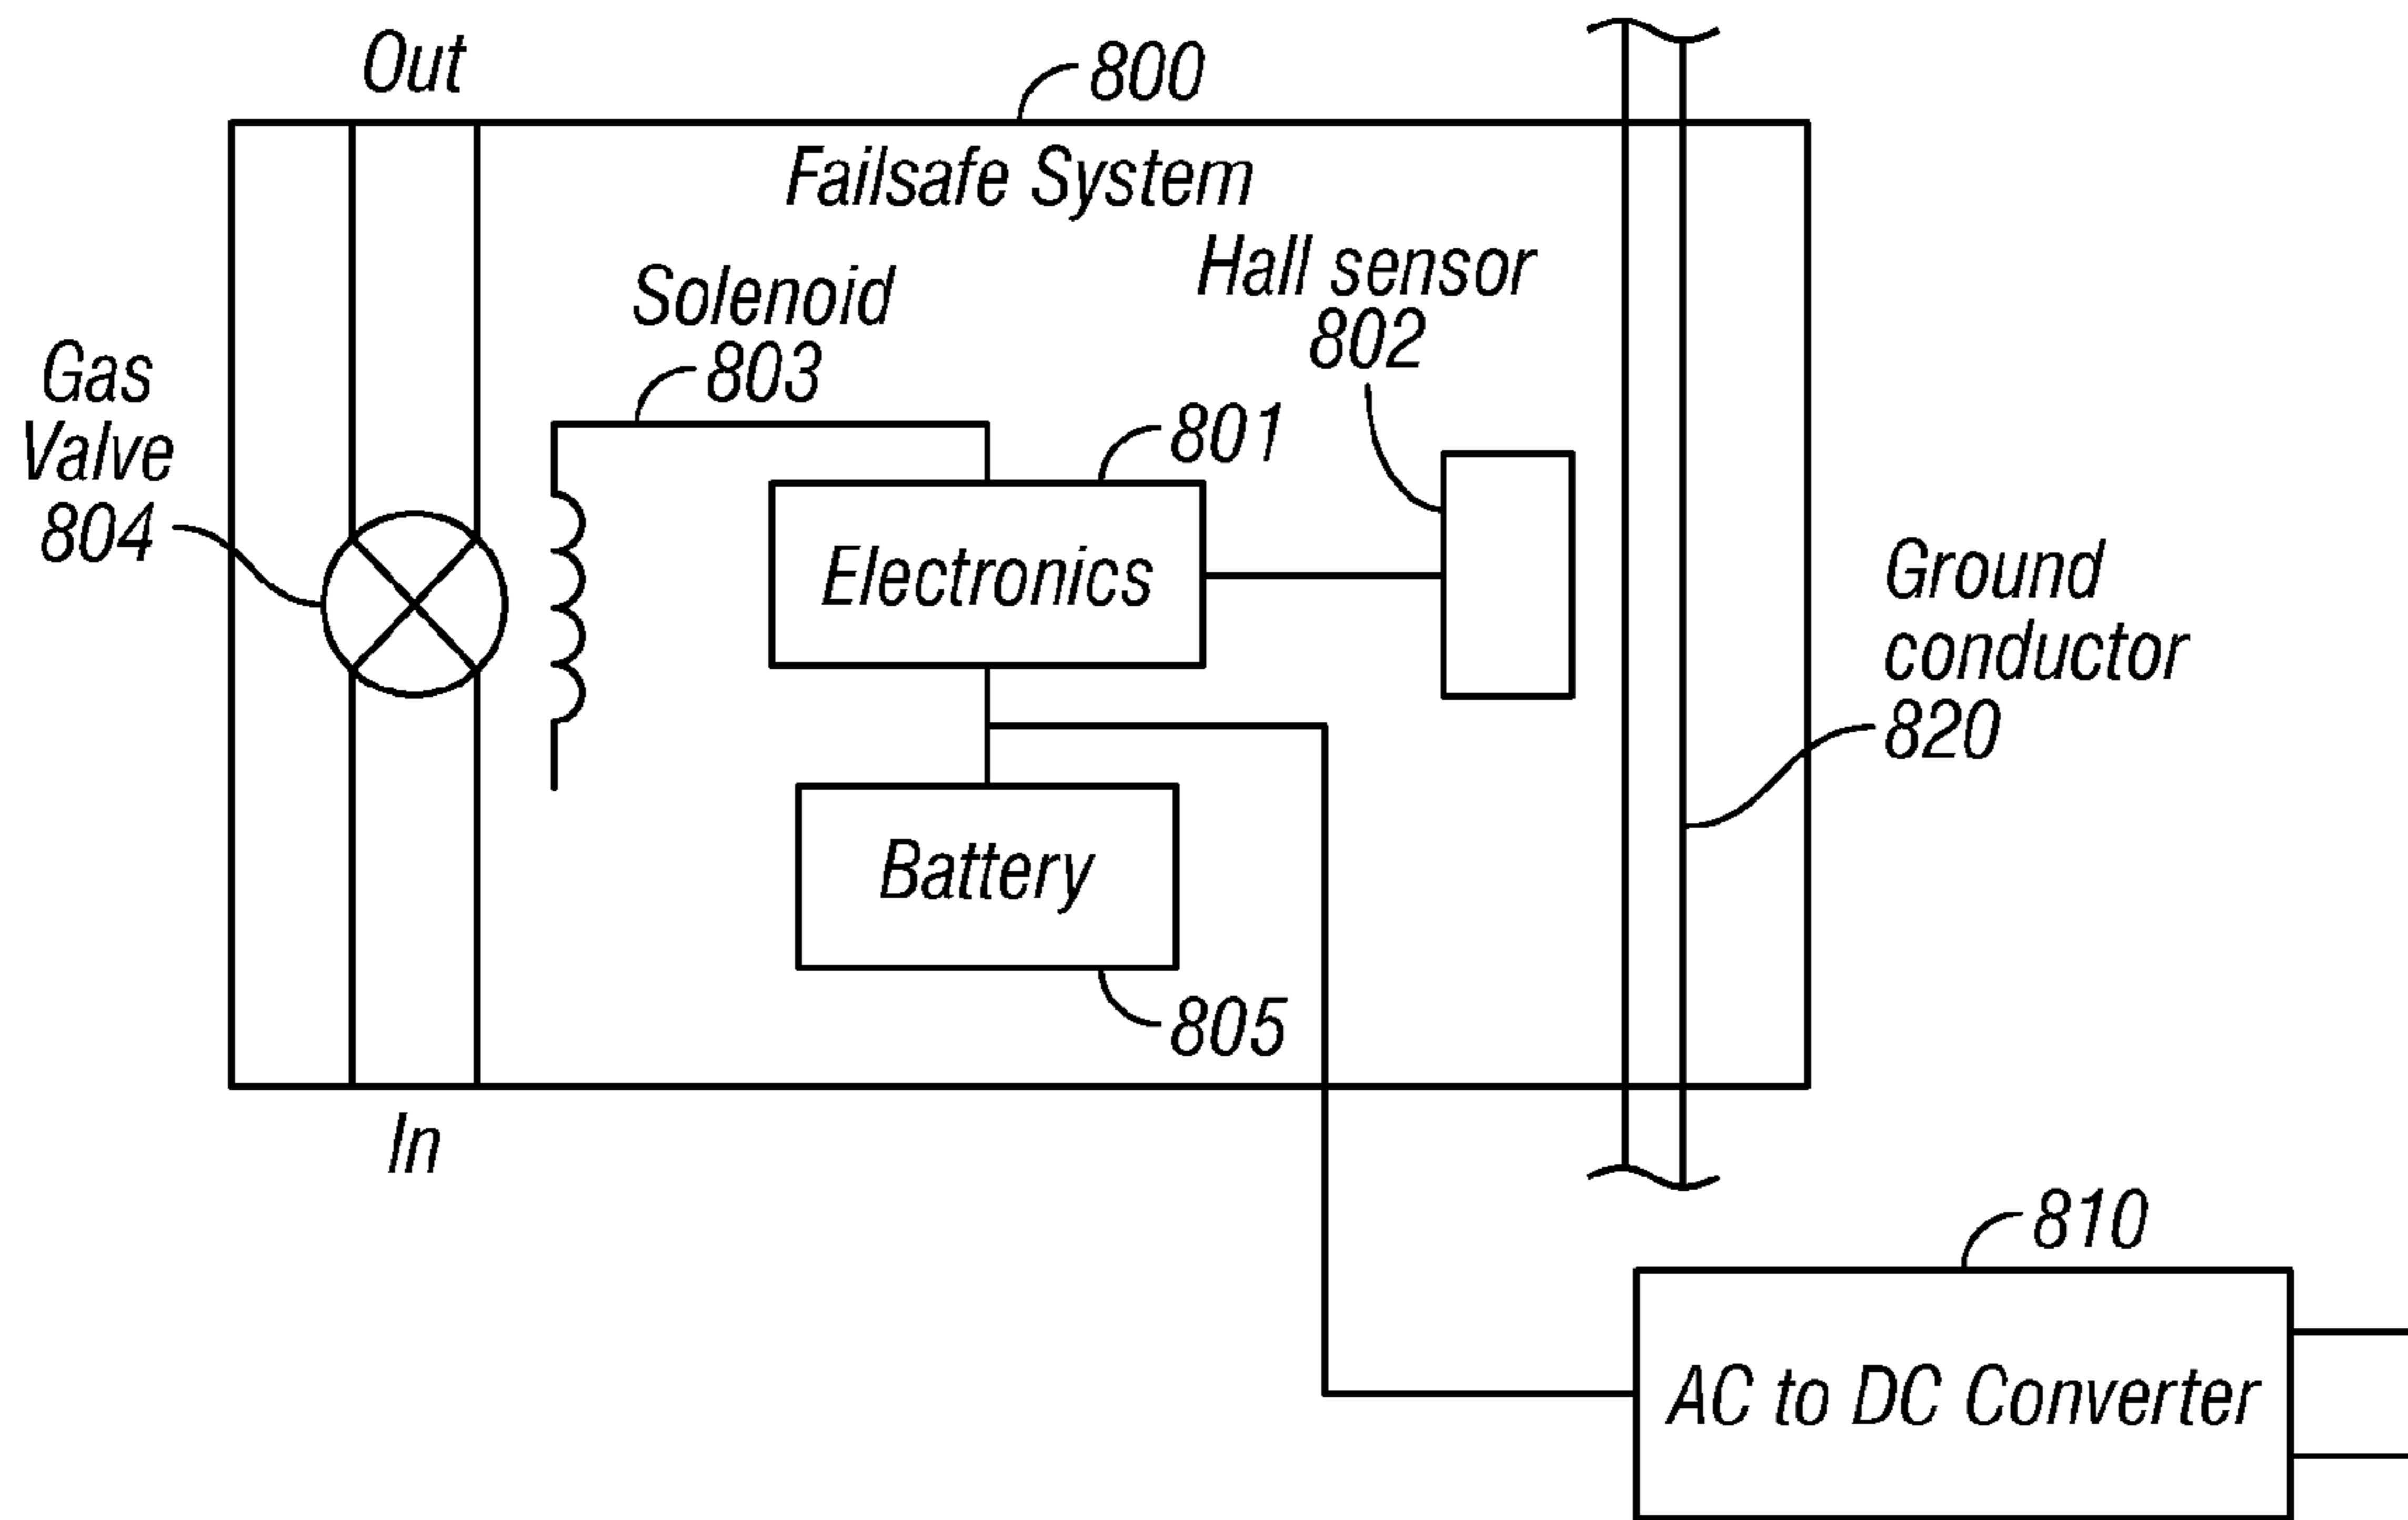 Out
800
Failsafe System
Hall sensor
802
Solenoid
803
Gas
Valve
804
801
Electronics
Ground
conductor
820
Battery
805
In
810
AC to DC Converter